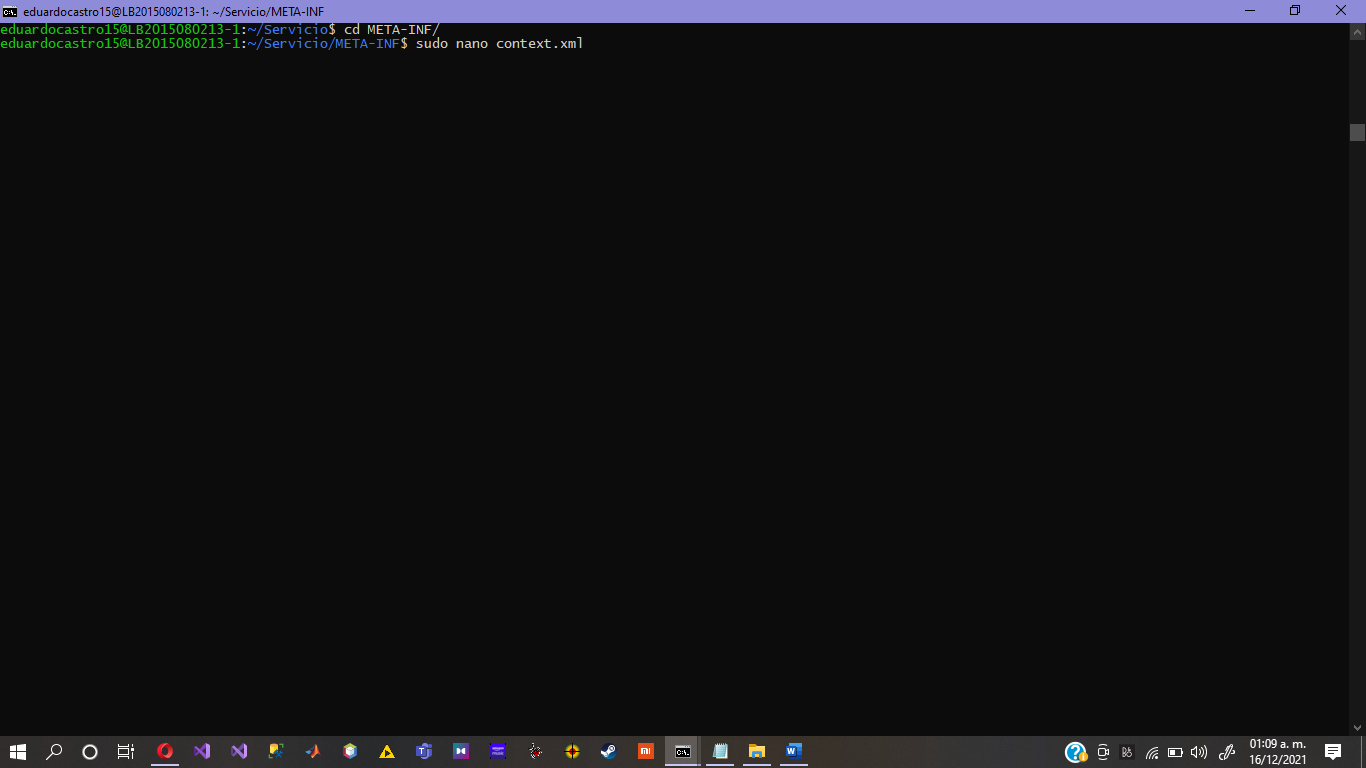 eduardocastro15@LB2015080213-1: ~/Servicio/META-INF
eduardocastro15@LB2015080213-1:~/Servicio$ cd META-INF/
eduardocastro15@LB2015080213-1:~/Servicio/META-INF$ sudo nano context.xml
01:09 a. m.
16/12/2021